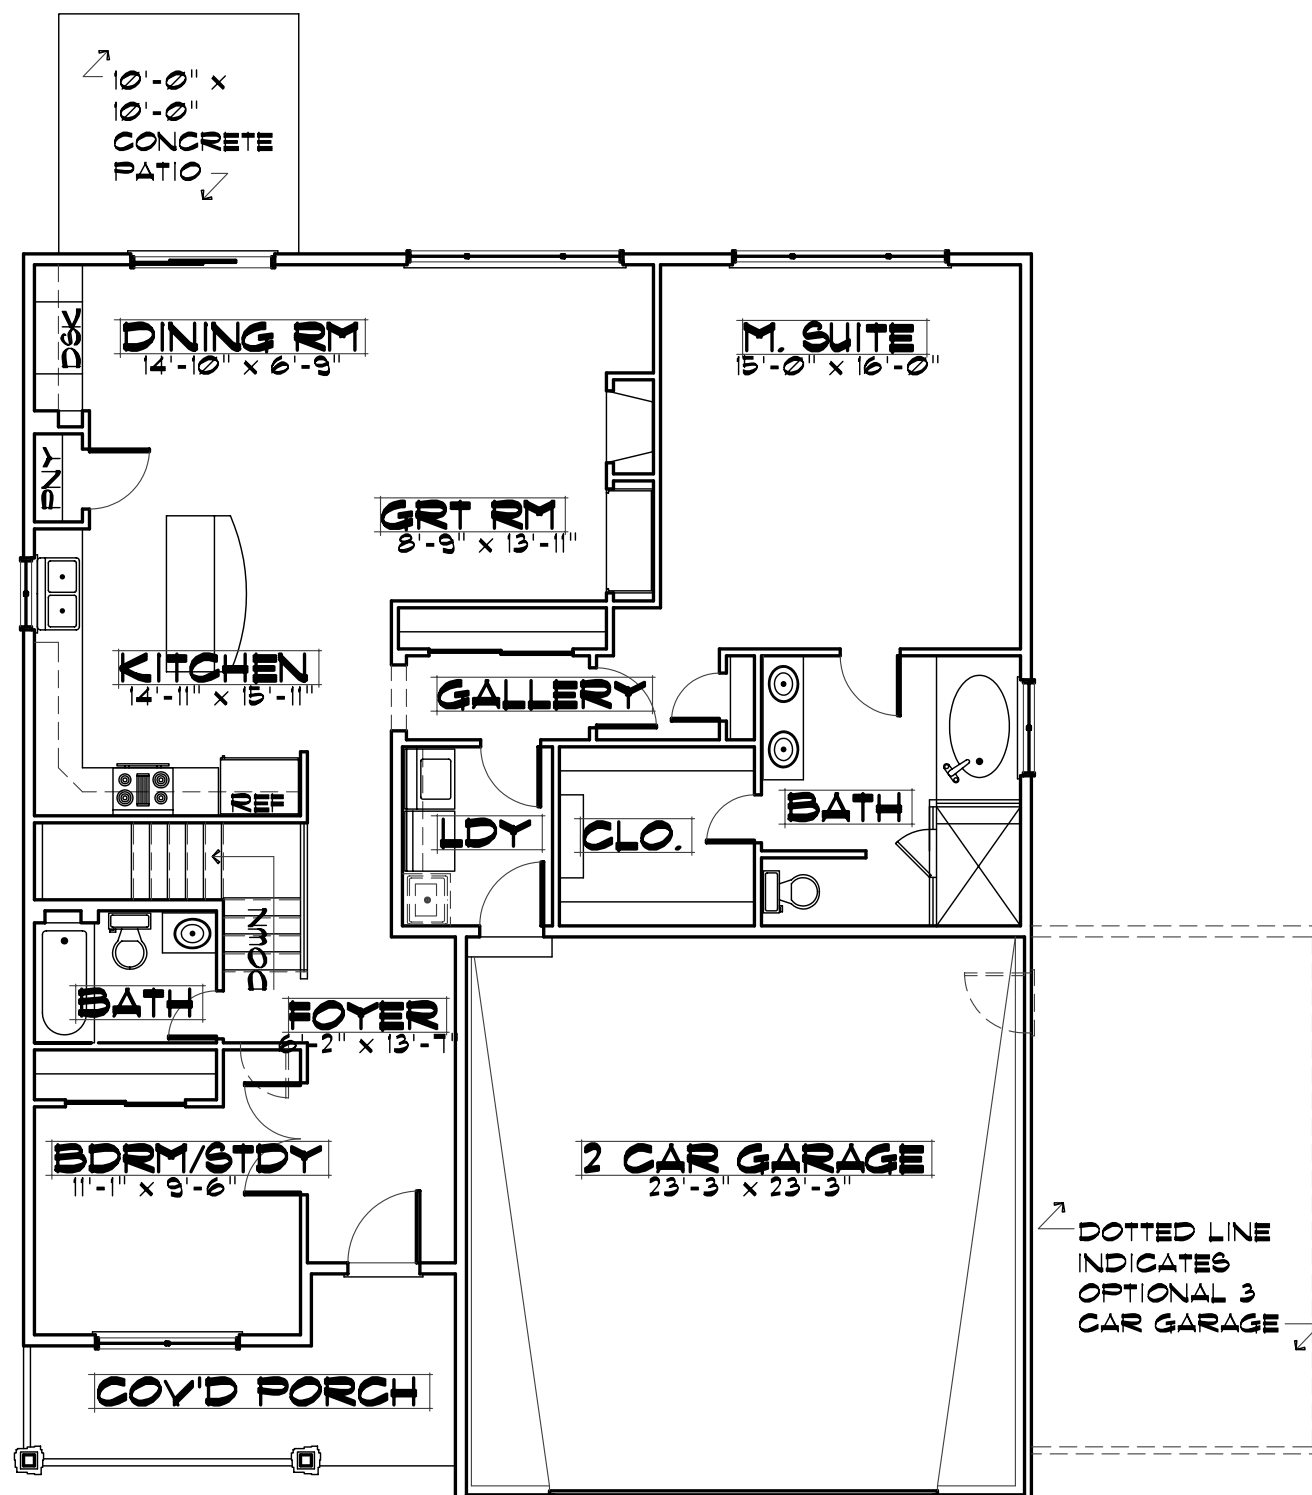 10'-0" x
10'-0"
CONCRETE
PATIO
DSK
DINING RM
14'-10" x 6'-9"
M. SUITE
15'-0" x 16'-0"
PNY
GRT RM
8'-9" x 13'-11"
KITCHEN
14'-11" x 15'-11"
GALLERY
REF
LDY
CLO.
BATH
DOWN
BATH
FOYER
6'-2" x 13'-7"
BDRM/STDY
11'-1" x 9'-6"
2 CAR GARAGE
23'-3" x 23'-3"
DOTTED LINE
INDICATES
OPTIONAL 3
CAR GARAGE
COV'D PORCH